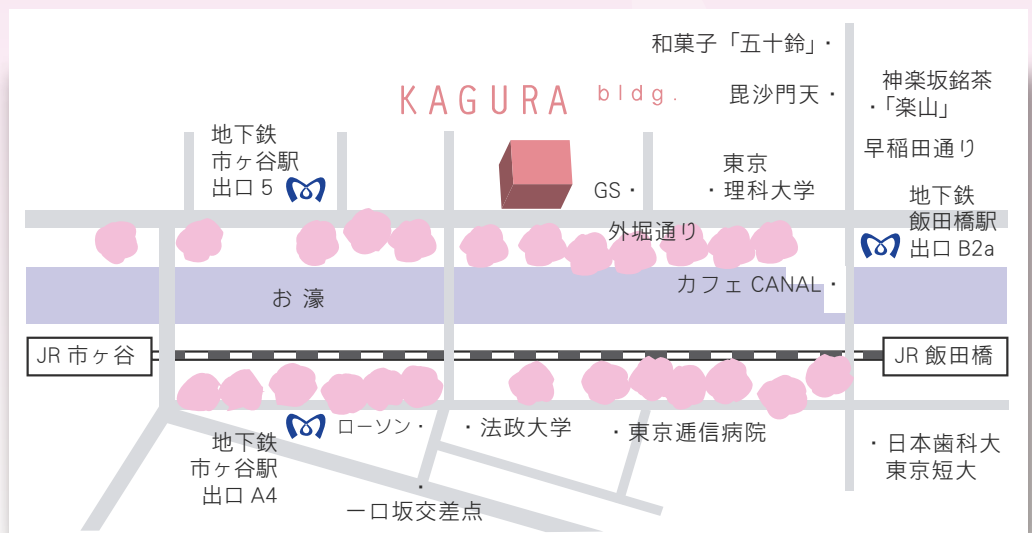 和菓子「五十鈴」・
KAGURA bldg.
毘沙門天・
神楽坂銘茶
・「楽山」
地下鉄
市ヶ谷駅
出口 5
早稲田通り
GS・
東京
・理科大学
地下鉄
飯田橋駅
出口 B2a
外堀通り
カフェ CANAL・
お 濠
JR 市ヶ谷
JR 飯田橋
地下鉄
市ヶ谷駅
出口 A4
ローソン・
・法政大学
・東京逓信病院
・日本歯科大
東京短大
・
一口坂交差点